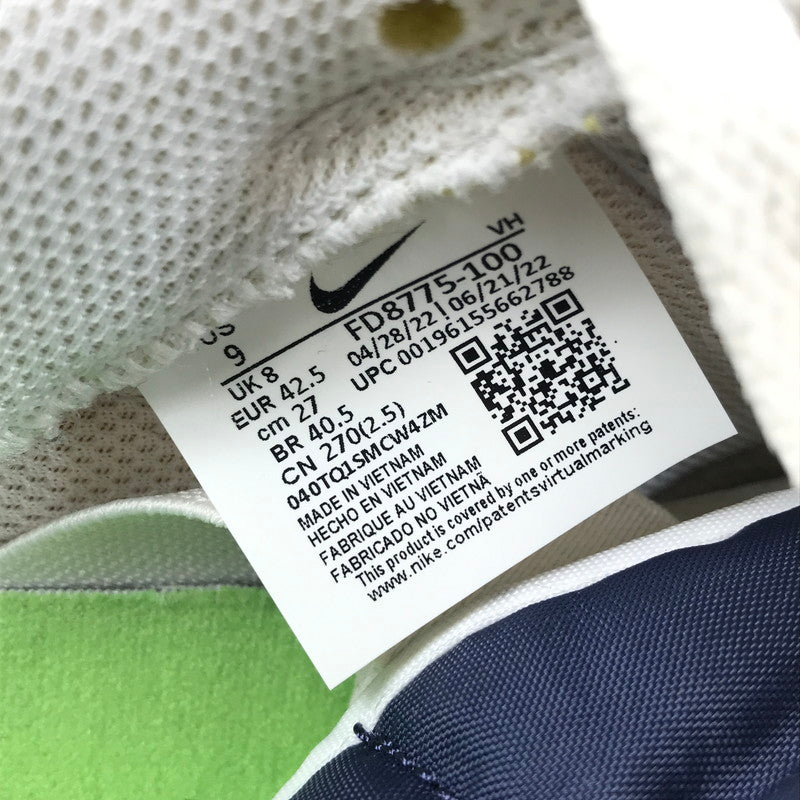 VH
US
9
FD8775-100
UK 8
04/28/22 | 06/21/22
EUR 42.5
UPC 00196155662788
cm 27
BR 40.5
CN 270(2.5)
040TQ1SMCW4ZM
MADE IN VIETNAM
HECHO EN VIETNAM
FABRIQUE AU VIETNAM
FABRICADO NO VIETNÃ
This product is covered by one or more patents:
www.nike.com/patentsvirtualmarking